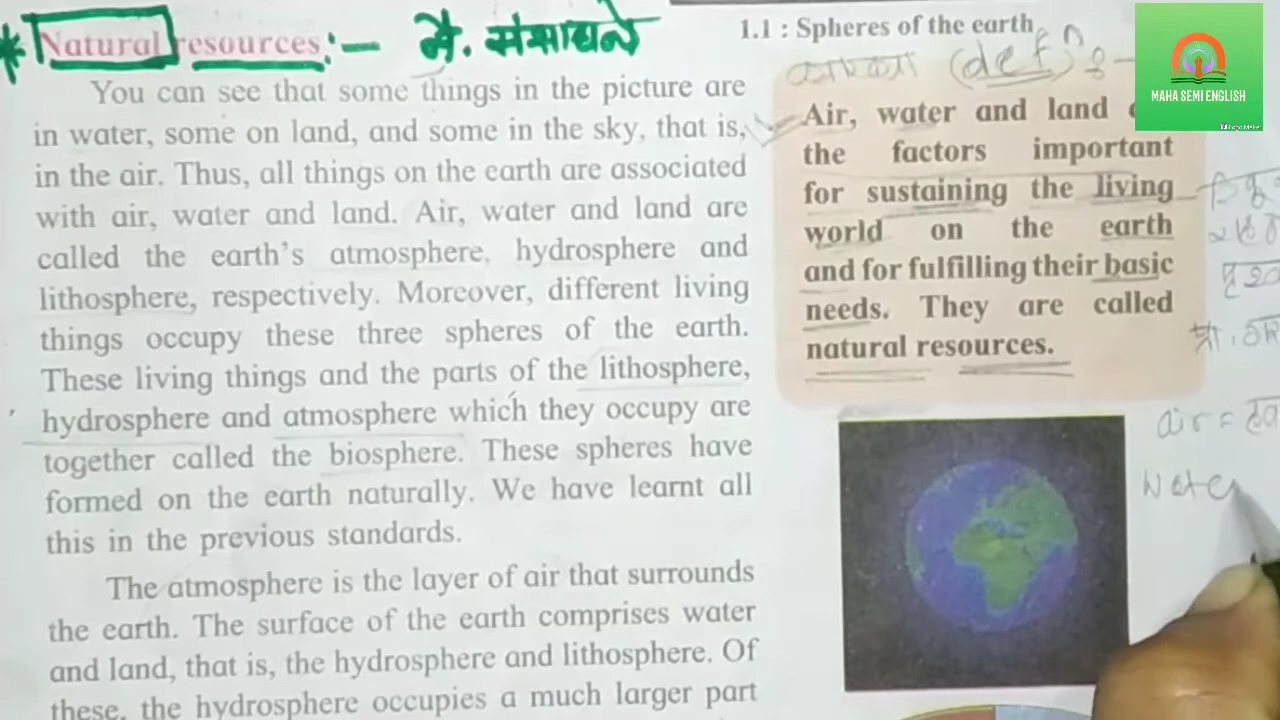 * Natural resources :- नै. संसाधने
You can see that some things in the picture are
in water, some on land, and some in the sky, that is,
in the air. Thus, all things on the earth are associated
with air, water and land. Air, water and land are
called the earth's atmosphere, hydrosphere and
lithosphere, respectively. Moreover, different living
things occupy these three spheres of the earth.
These living things and the parts of the lithosphere,
hydrosphere and atmosphere which they occupy are
together called the biosphere. These spheres have
formed on the earth naturally. We have learnt all
this in the previous standards.
The atmosphere is the layer of air that surrounds
the earth. The surface of the earth comprises water
and land, that is, the hydrosphere and lithosphere. Of
these, the hydrosphere occupies a much larger part
1.1 : Spheres of the earth
(defn) :-
Air, water and land
the factors important
for sustaining the living
world on the earth
and for fulfilling their basic
needs. They are called
natural resources.
air =
Water
MAHA SEMI ENGLISH